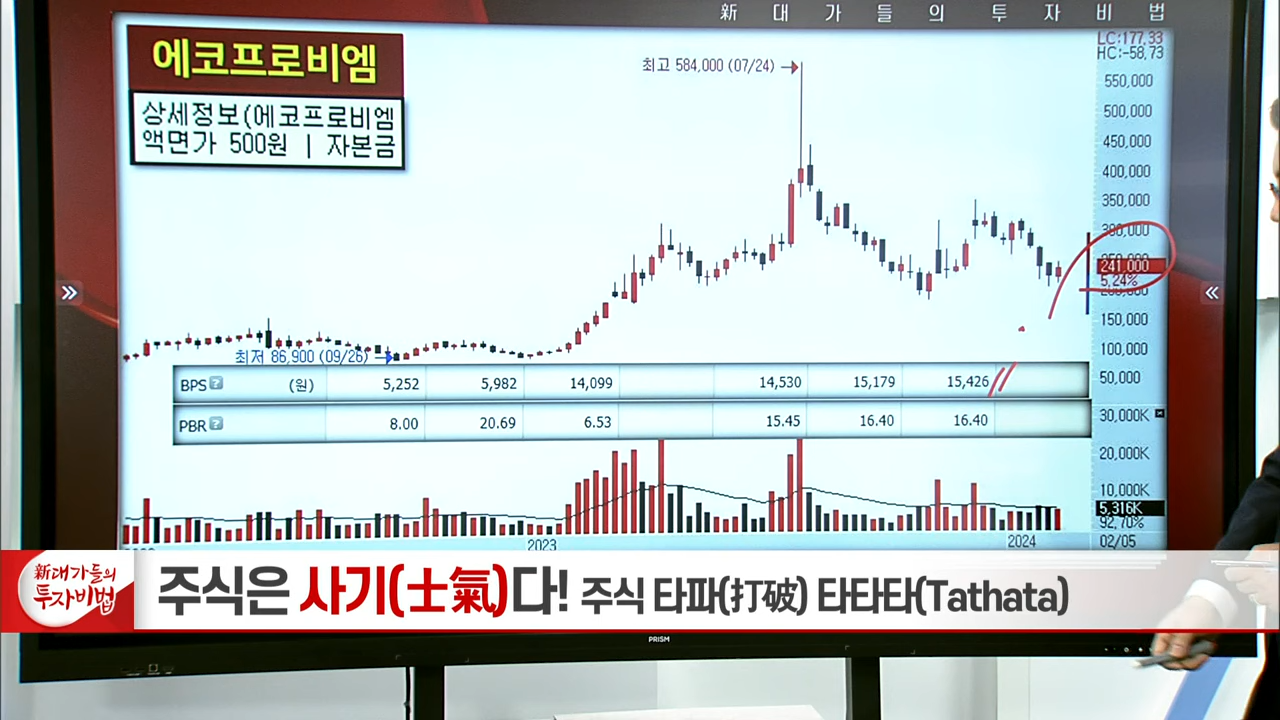 新 대 가 들 의 투 자 비 법
에코프로비엠
상세정보(에코프로비엠
액면가 500원 | 자본금
최고 584,000 (07/24)
LC:177,33
HC:-58,73
550,000
500,000
450,000
400,000
350,000
300,000
241,000
5,24%
200,000
150,000
100,000
50,000
최저 86,900 (09/26)
BPS (원) 5,252 5,982 14,099 14,530 15,179 15,426
PBR 8.00 20.69 6.53 15.45 16.40 16.40
30,000K
20,000K
10,000K
5,316K
92,70%
2023 2024 02/05
新대가들의
투자비법
주식은 사기(士氣)다! 주식 타파(打破) 타타타(Tathata)
PRISM